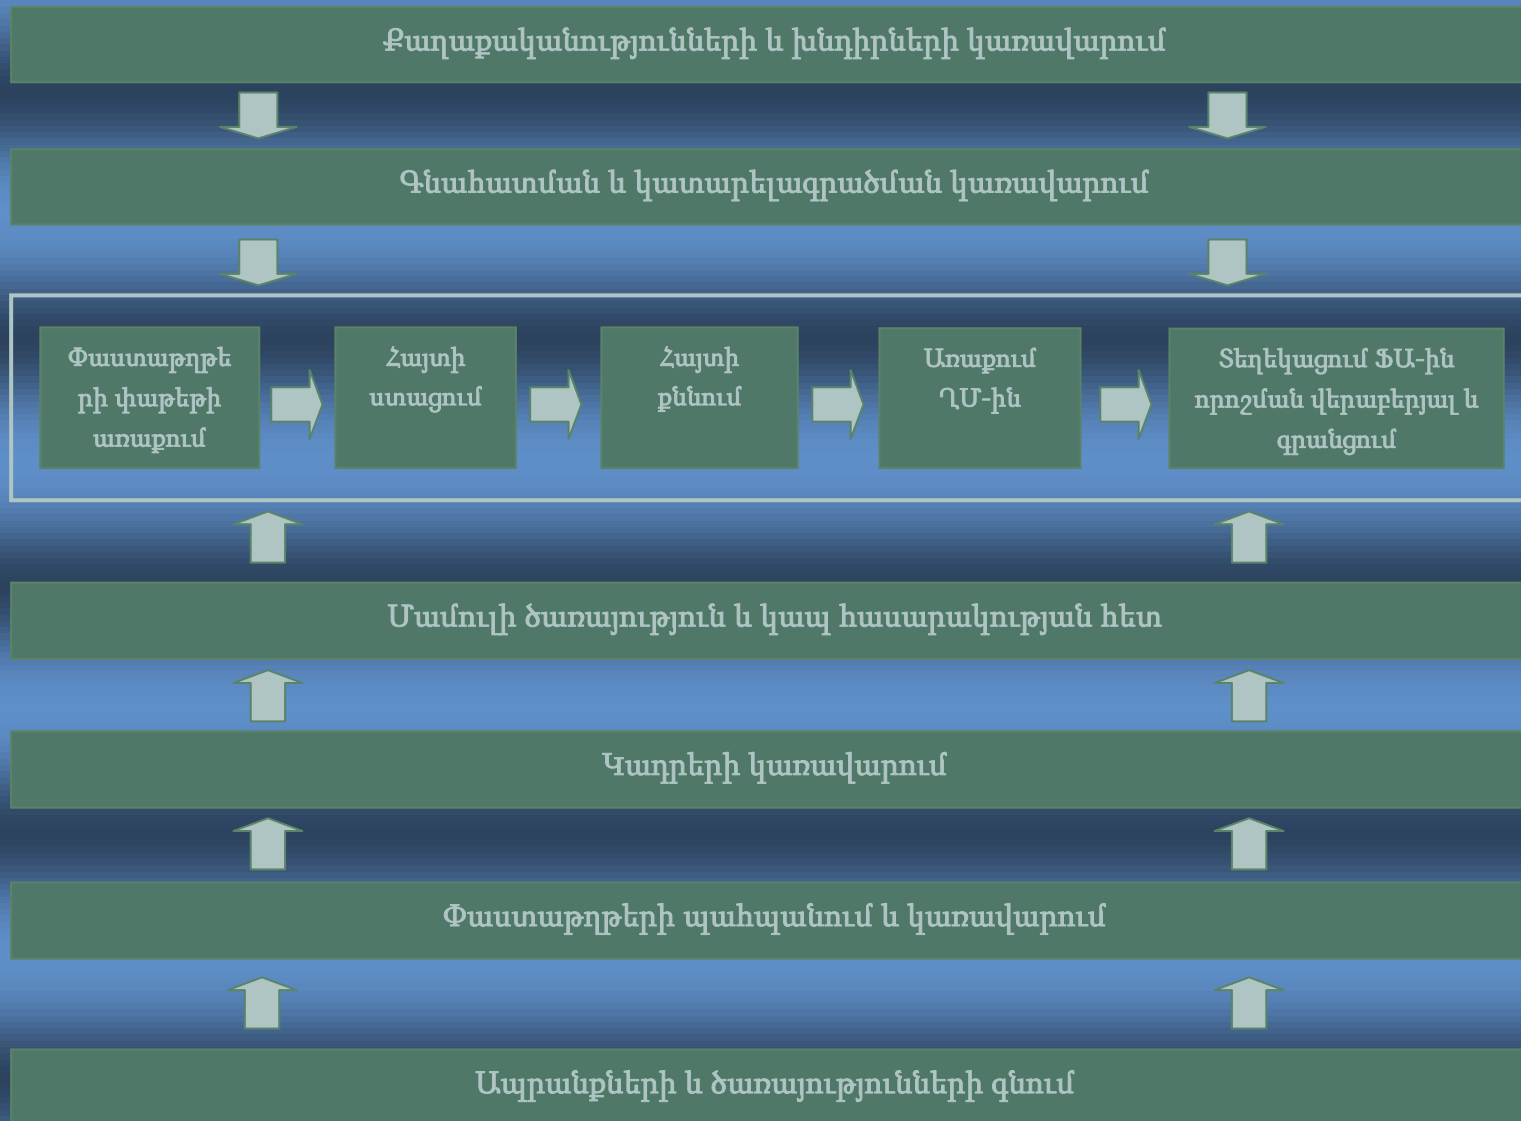 Քաղաքականությունների և խնդիրների կառավարում
Գնահատման և կատարելագրածման կառավարում
Փաստաթղթե
րի փաթեթի
առաքում
Հայտի
ստացում
Հայտի
քննում
Առաքում
ՂՄ-ին
Տեղեկացում ՖԱ-ին
որոշման վերաբերյալ և
գրանցում
Մամուլի ծառայություն և կապ հասարակության հետ
Կադրերի կառավարում
Փաստաթղթերի պահպանում և կառավարում
Ապրանքների և ծառայությունների գնում